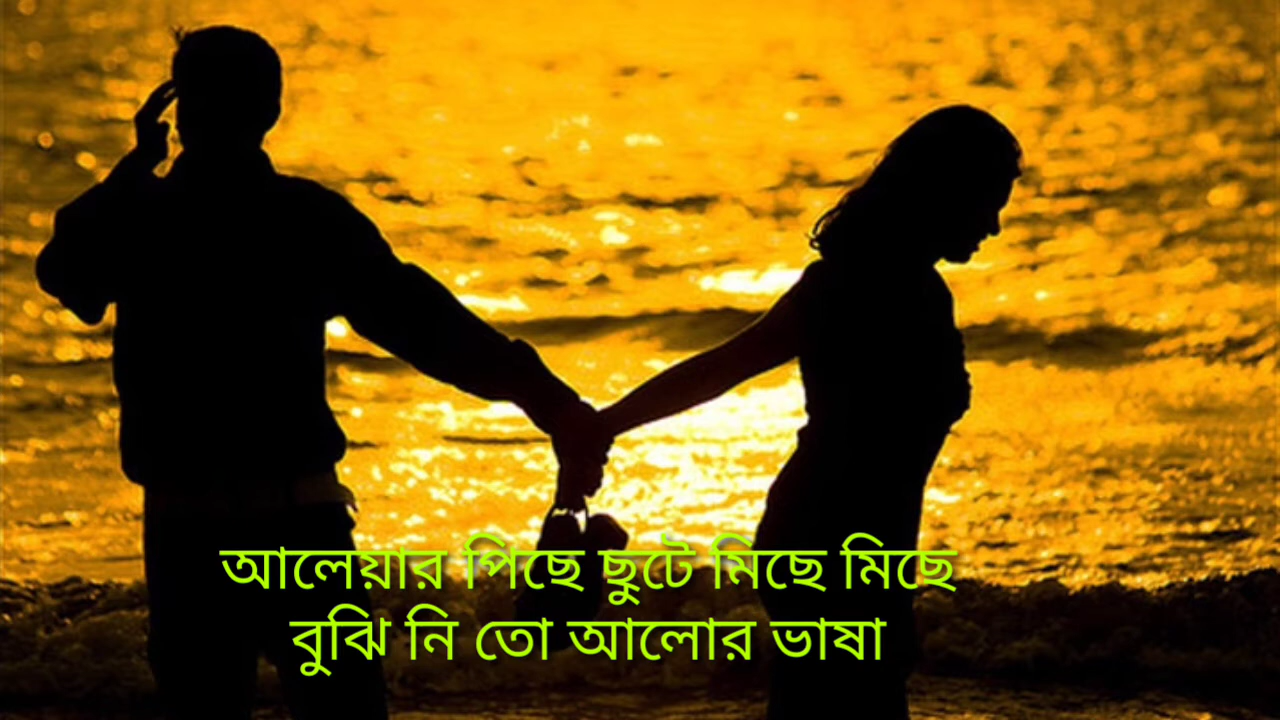 আলেয়ার পিছে ছুটে মিছে মিছে
বুঝি নি তো আলোর ভাষা